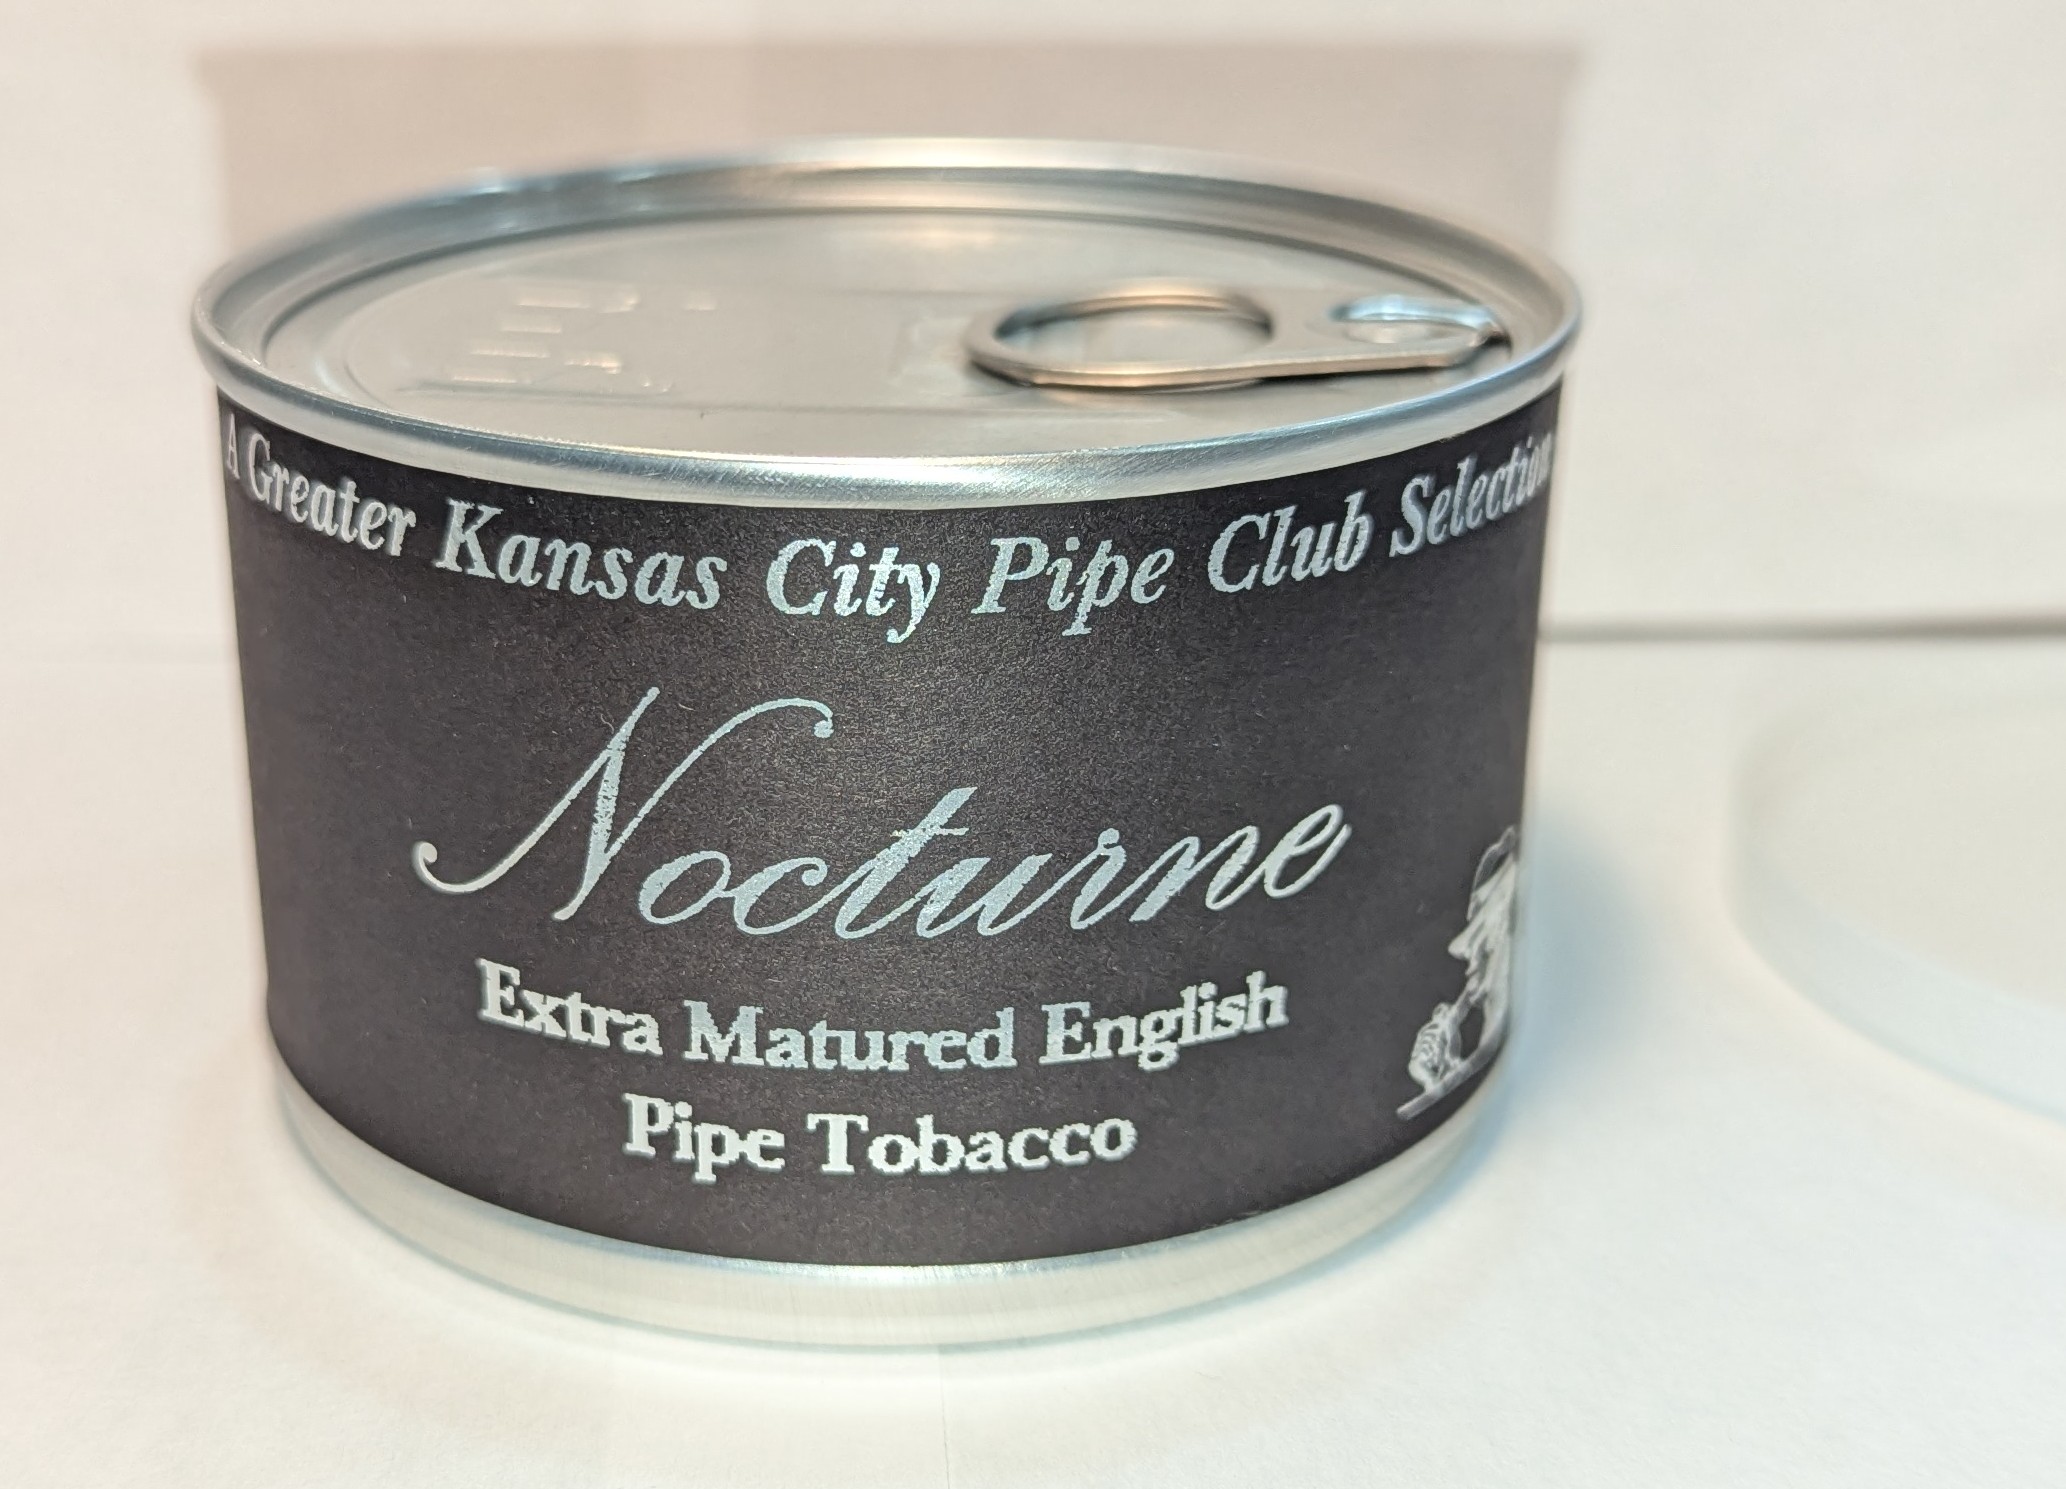 A Greater Kansas City Pipe Club Selection
Nocturne
Extra Matured English
Pipe Tobacco